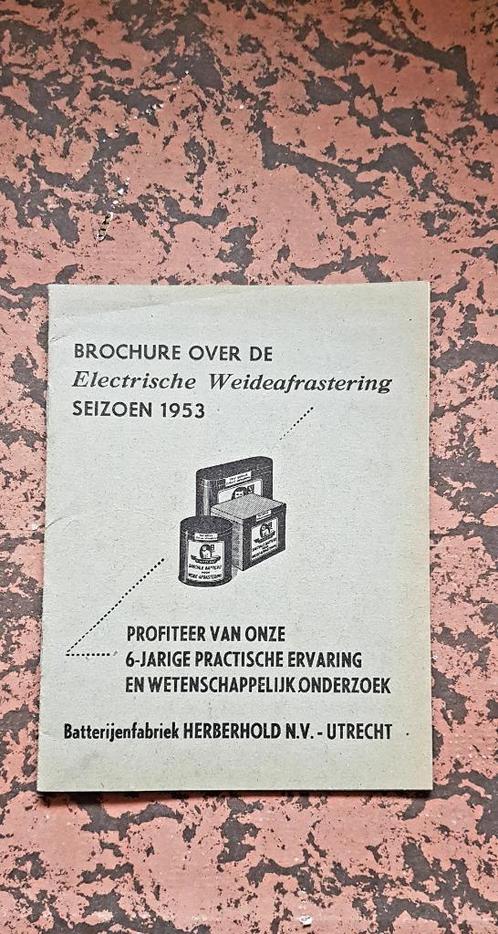 BROCHURE OVER DE
Electrische Weideafrastering
SEIZOEN 1953
PROFITEER VAN ONZE
6-JARIGE PRACTISCHE ERVARING
EN WETENSCHAPPELIJK ONDERZOEK
Batterijenfabriek HERBERHOLD N.V. - UTRECHT